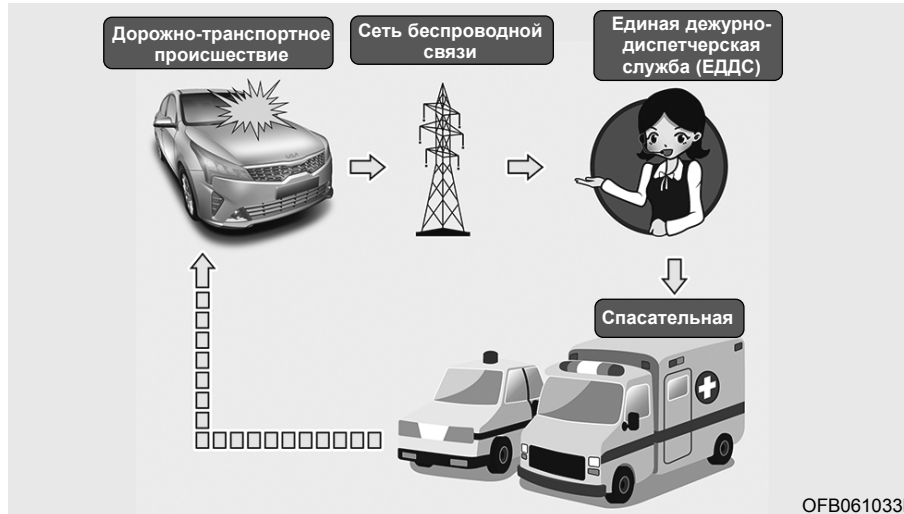 Дорожно-транспортное
происшествие
Сеть беспроводной
связи
Единая дежурно-
диспетчерская
служба (ЕДДС)
Спасательная
OFB061033